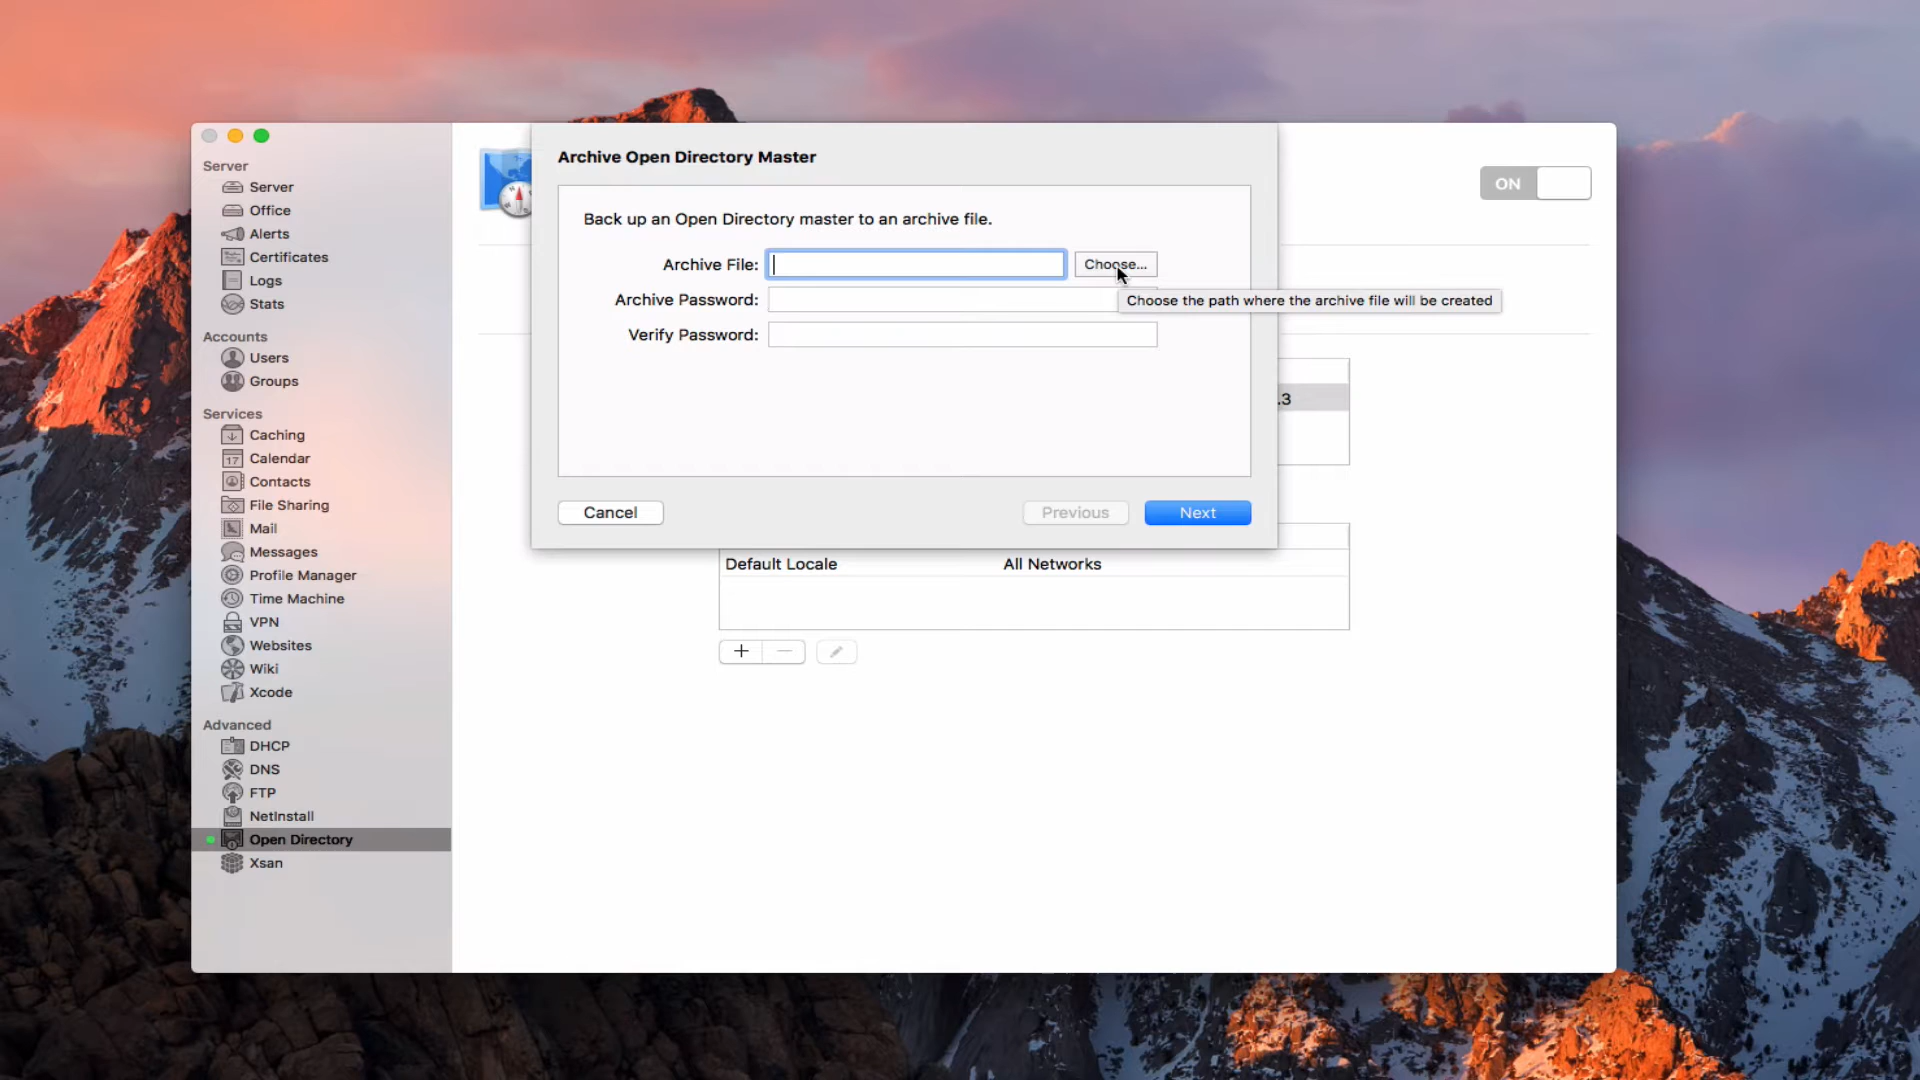 Server
Server
Office
Alerts
Certificates
Logs
Stats
Accounts
Users
Groups
Services
Caching
17 Calendar
Contacts
File Sharing
Mail
Messages
Profile Manager
Time Machine
VPN
Websites
Wiki
Xcode
Advanced
DHCP
DNS
FTP
NetInstall
Open Directory
Xsan
Archive Open Directory Master
Back up an Open Directory master to an archive file.
Archive File: Choose...
Archive Password:
Verify Password:
Choose the path where the archive file will be created
Cancel Previous Next
ON
.3
Default Locale All Networks